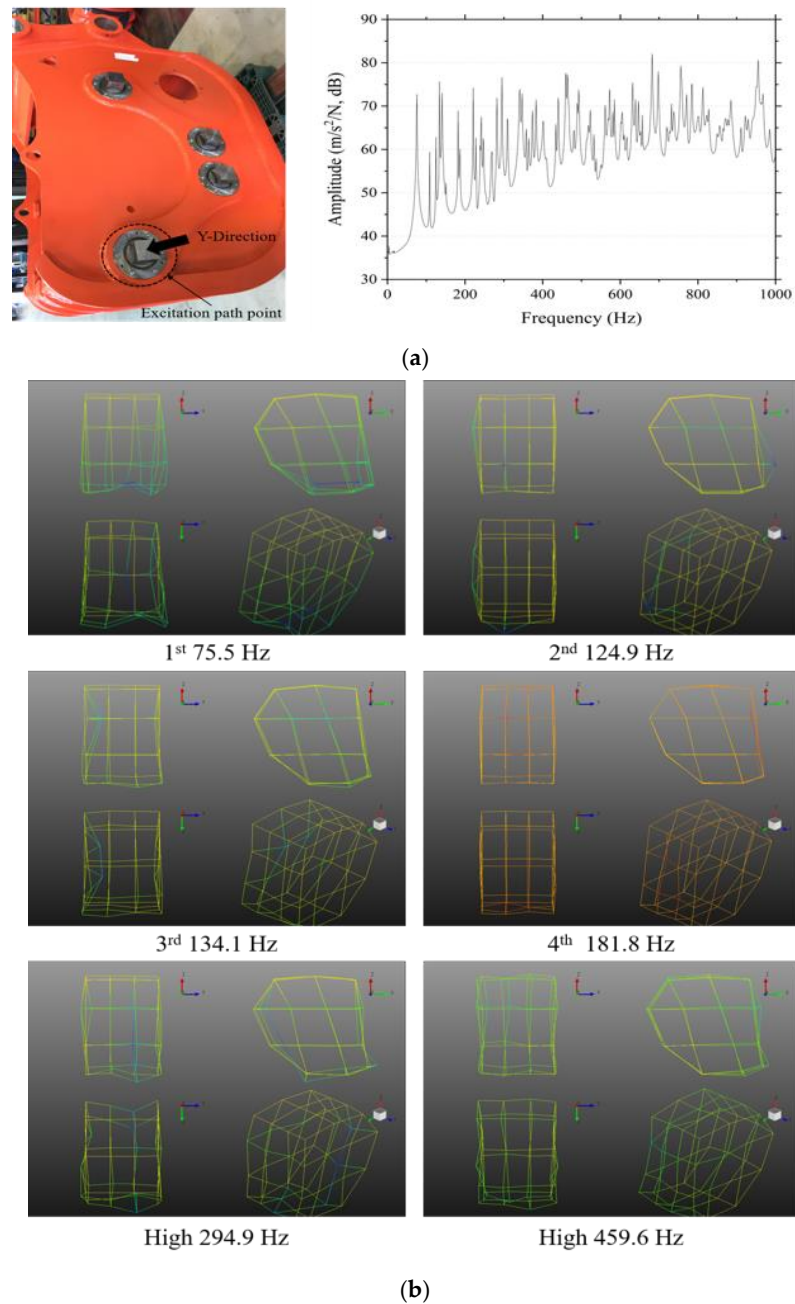 Y-Direction
Excitation path point
90
80
70
60
50
40
30
Amplitude (m/s²/N, dB)
0
200
400
600
800
1000
Frequency (Hz)
(a)
1st 75.5 Hz
2nd 124.9 Hz
3rd 134.1 Hz
4th 181.8 Hz
High 294.9 Hz
High 459.6 Hz
(b)